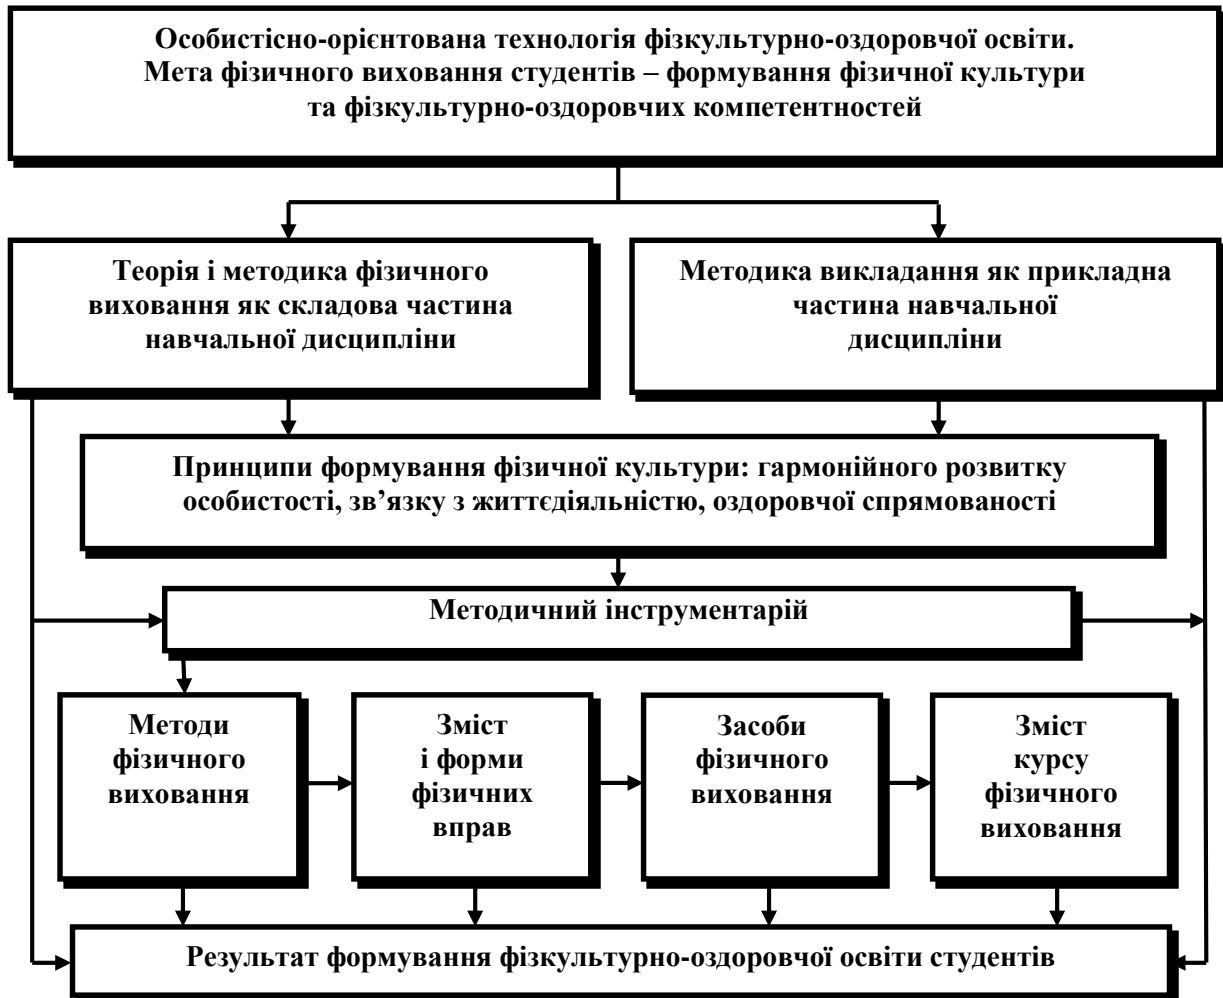 Особистісно-орієнтована технологія фізкультурно-оздоровчої освіти.
Мета фізичного виховання студентів – формування фізичної культури
та фізкультурно-оздоровчих компетентностей
Теорія і методика фізичного
виховання як складова частина
навчальної дисципліни
Методика викладання як прикладна
частина навчальної
дисципліни
Принципи формування фізичної культури: гармонійного розвитку
особистості, зв’язку з життєдіяльністю, оздоровчої спрямованості
Методичний інструментарій
Методи
фізичного
виховання
Зміст
і форми
фізичних
вправ
Засоби
фізичного
виховання
Зміст
курсу
фізичного
виховання
Результат формування фізкультурно-оздоровчої освіти студентів